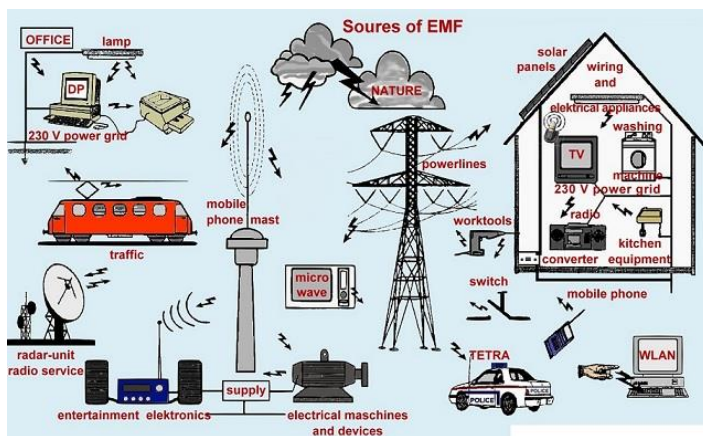 Soures of EMF
OFFICE
lamp
DP
230 V power grid
NATURE
solar
panels
wiring
and
elektrical appliances
washing
machine
TV
230 V power grid
radio
converter
kitchen
equipment
powerlines
mobile
phone mast
traffic
worktools
micro
wave
switch
mobile phone
radar-unit
radio service
TETRA
WLAN
supply
POLICE
POLICE
entertainment elektronics
electrical maschines
and devices